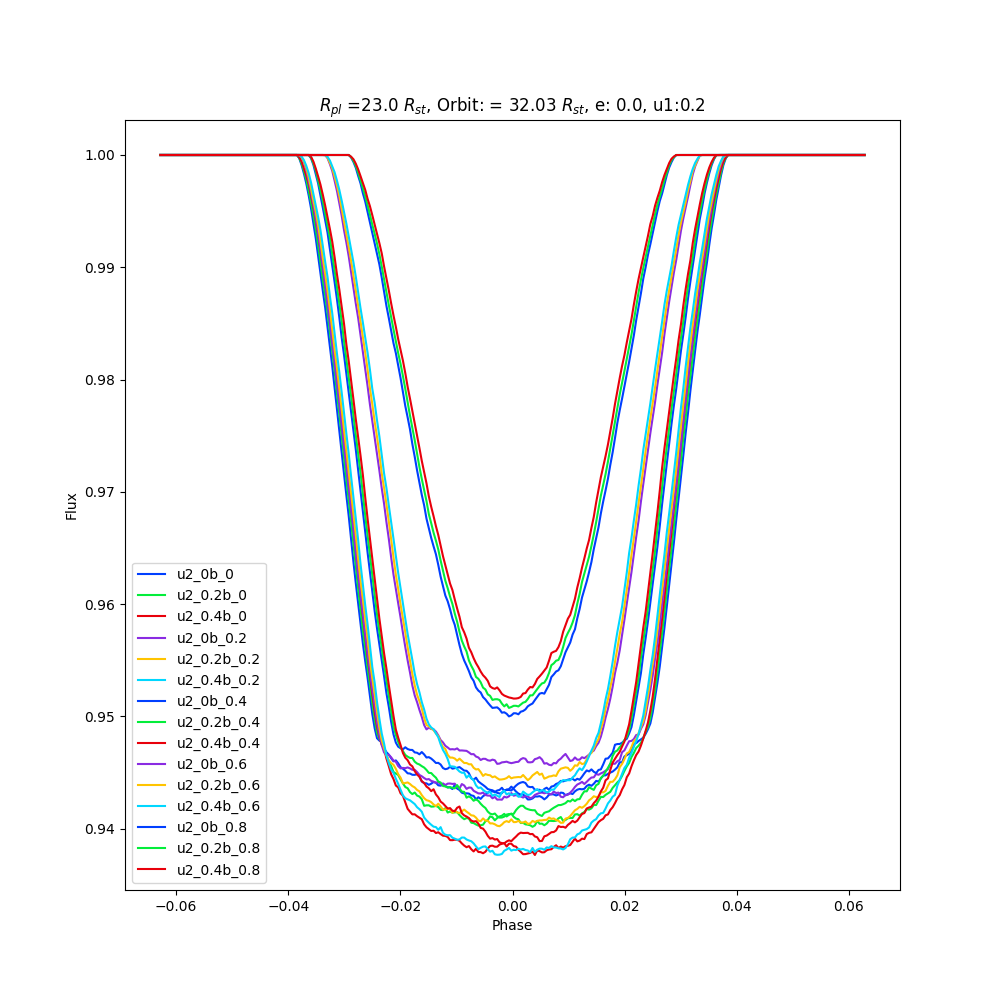 R_pl =23.0 R_st, Orbit: = 32.03 R_st, e: 0.0, u1:0.2
1.00
0.99
0.98
0.97
0.96
0.95
0.94
Flux
u2_0b_0
u2_0.2b_0
u2_0.4b_0
u2_0b_0.2
u2_0.2b_0.2
u2_0.4b_0.2
u2_0b_0.4
u2_0.2b_0.4
u2_0.4b_0.4
u2_0b_0.6
u2_0.2b_0.6
u2_0.4b_0.6
u2_0b_0.8
u2_0.2b_0.8
u2_0.4b_0.8
−0.06 −0.04 −0.02 0.00 0.02 0.04 0.06
Phase